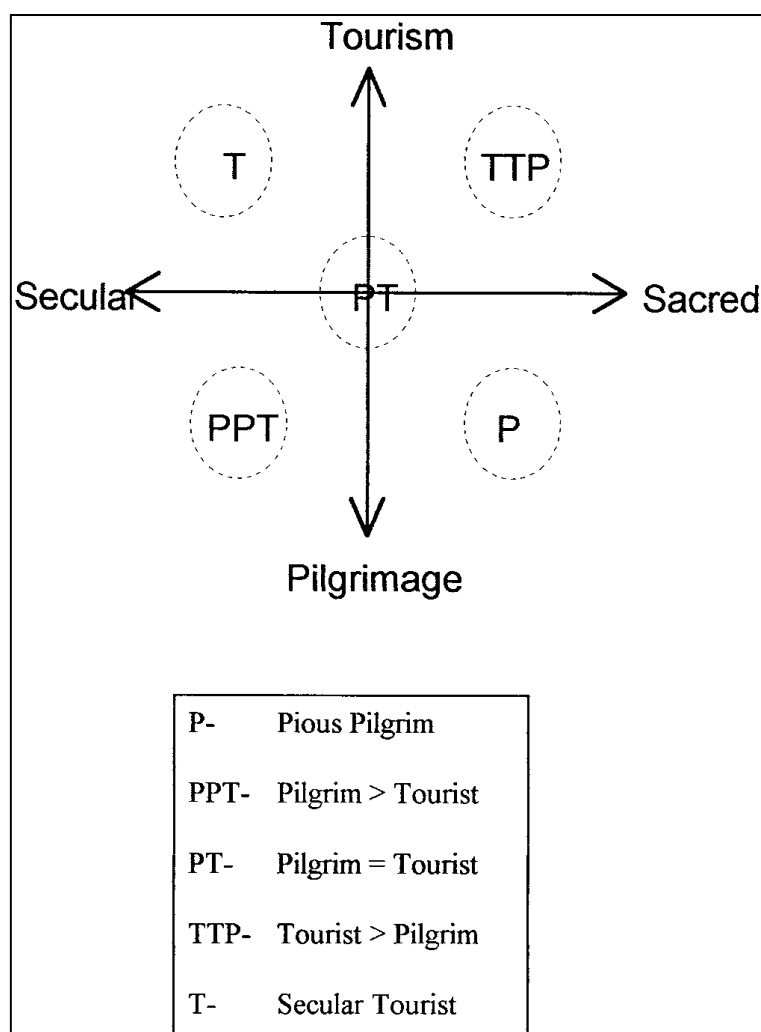 Tourism
T TTP
Secular PT Sacred
PPT P
Pilgrimage
P- Pious Pilgrim
PPT- Pilgrim > Tourist
PT- Pilgrim = Tourist
TTP- Tourist > Pilgrim
T- Secular Tourist